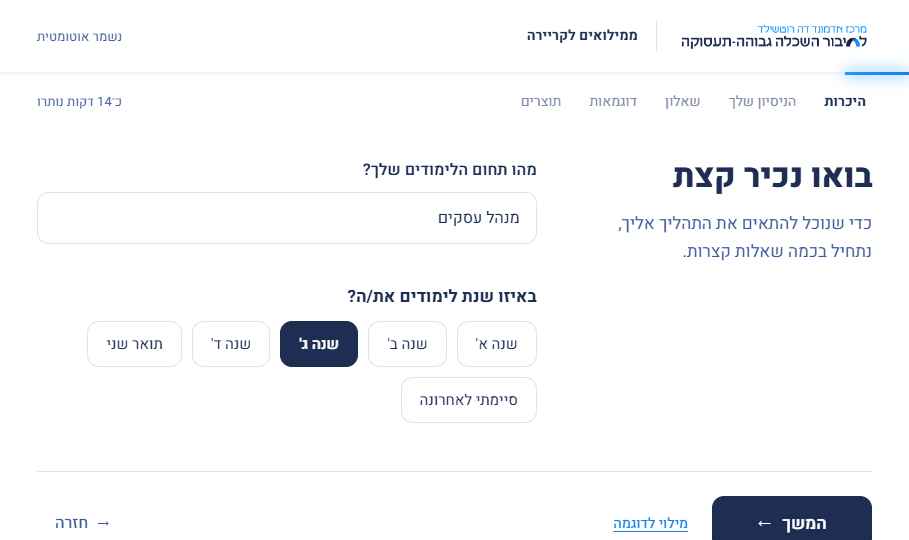 מרכז אדמונד דה רוטשילד
לחיבור השכלה גבוהה-תעסוקה
ממילואים לקריירה
נשמר אוטומטית
היכרות
הניסיון שלך
שאלון
דוגמאות
תוצרים
כ־14 דקות נותרו
בואו נכיר קצת
כדי שנוכל להתאים את התהליך אליך,
נתחיל בכמה שאלות קצרות.
מהו תחום הלימודים שלך?
מנהל עסקים
באיזו שנת לימודים את/ה?
שנה א'
שנה ב'
שנה ג'
שנה ד'
תואר שני
סיימתי לאחרונה
המשך ←
מילוי לדוגמה
→ חזרה